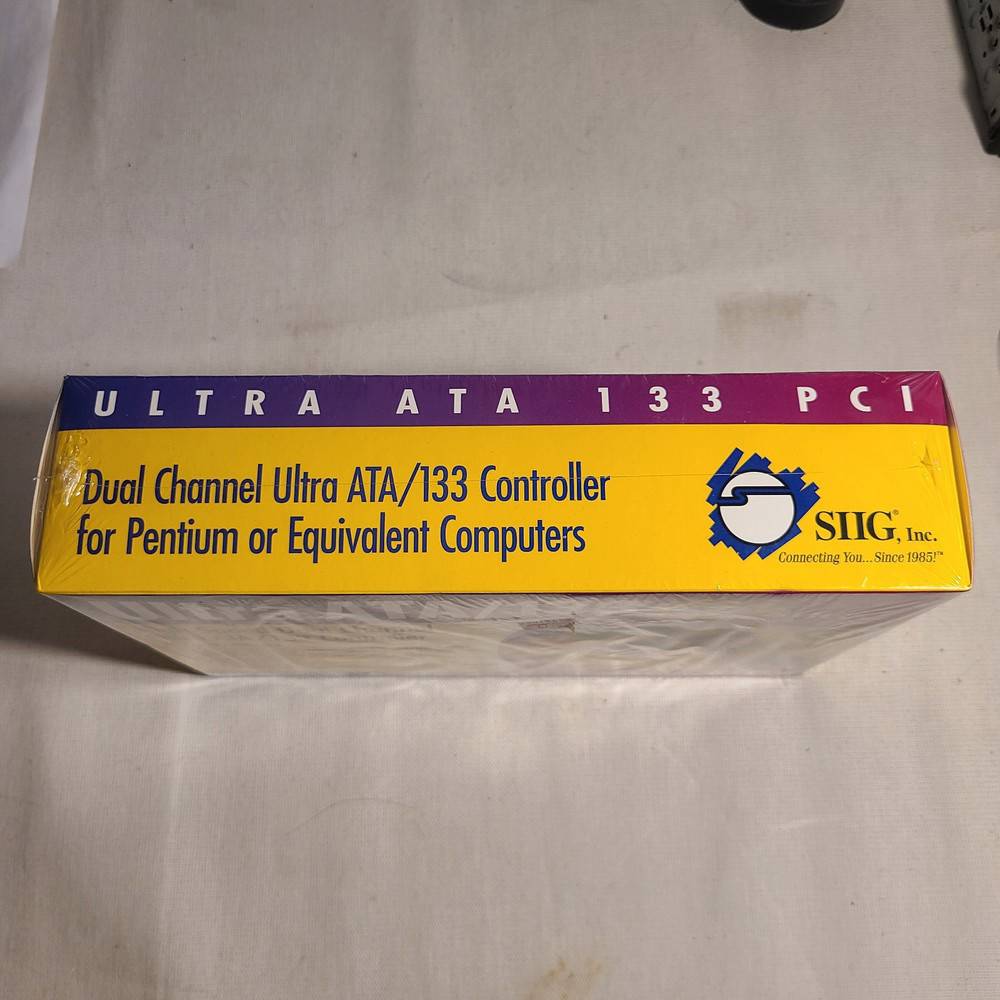 ULTRA ATA 133 PCI
Dual Channel Ultra ATA/133 Controller
for Pentium or Equivalent Computers
SIIG®, Inc.
Connecting You...Since 1985!™